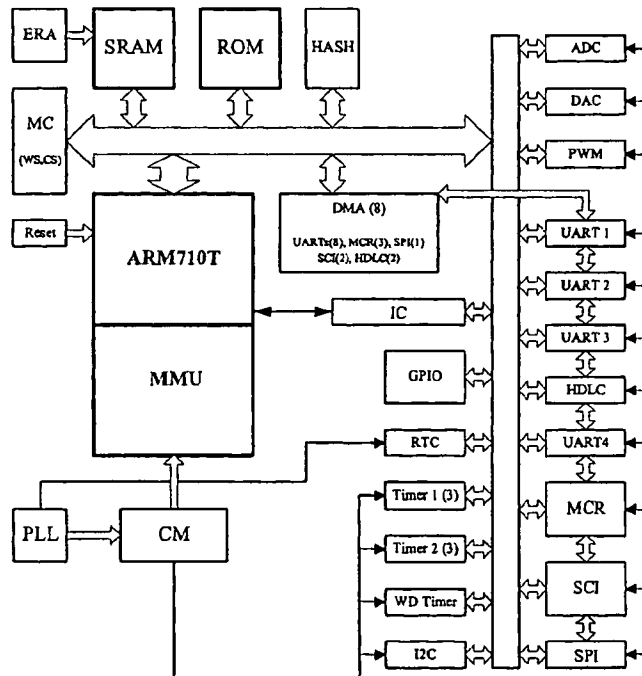 ERA
SRAM
ROM
HASH
ADC
MC
(WS,CS)
DAC
PWM
Reset
ARM710T
DMA (8)
UARTs(8), MCR(3), SPI(1)
SCI(2), HDLC(2)
UART 1
UART 2
IC
UART 3
MMU
GPIO
HDLC
RTC
UART4
Timer 1 (3)
MCR
PLL
CM
Timer 2 (3)
WD Timer
SCI
I2C
SPI